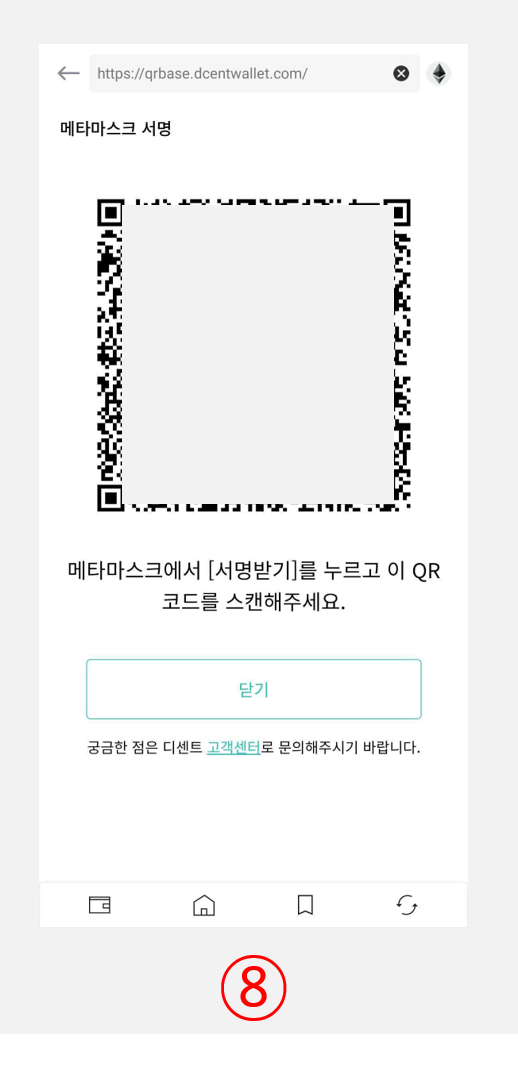 https://qrbase.dcentwallet.com/
메타마스크 서명
메타마스크에서 [서명받기]를 누르고 이 QR
코드를 스캔해주세요.
닫기
궁금한 점은 디센트 고객센터로 문의해주시기 바랍니다.
⑧